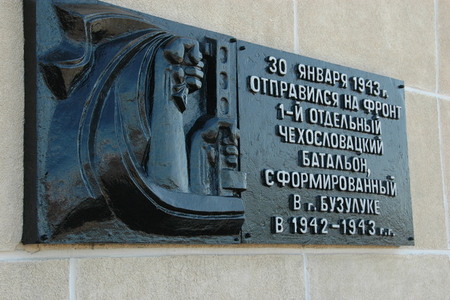 30 ЯНВАРЯ 1943 г.
ОТПРАВИЛСЯ НА ФРОНТ
1-й ОТДЕЛЬНЫЙ
ЧЕХОСЛОВАЦКИЙ
БАТАЛЬОН,
СФОРМИРОВАННЫЙ
В г. БУЗУЛУКЕ
В 1942-1943 г.г.